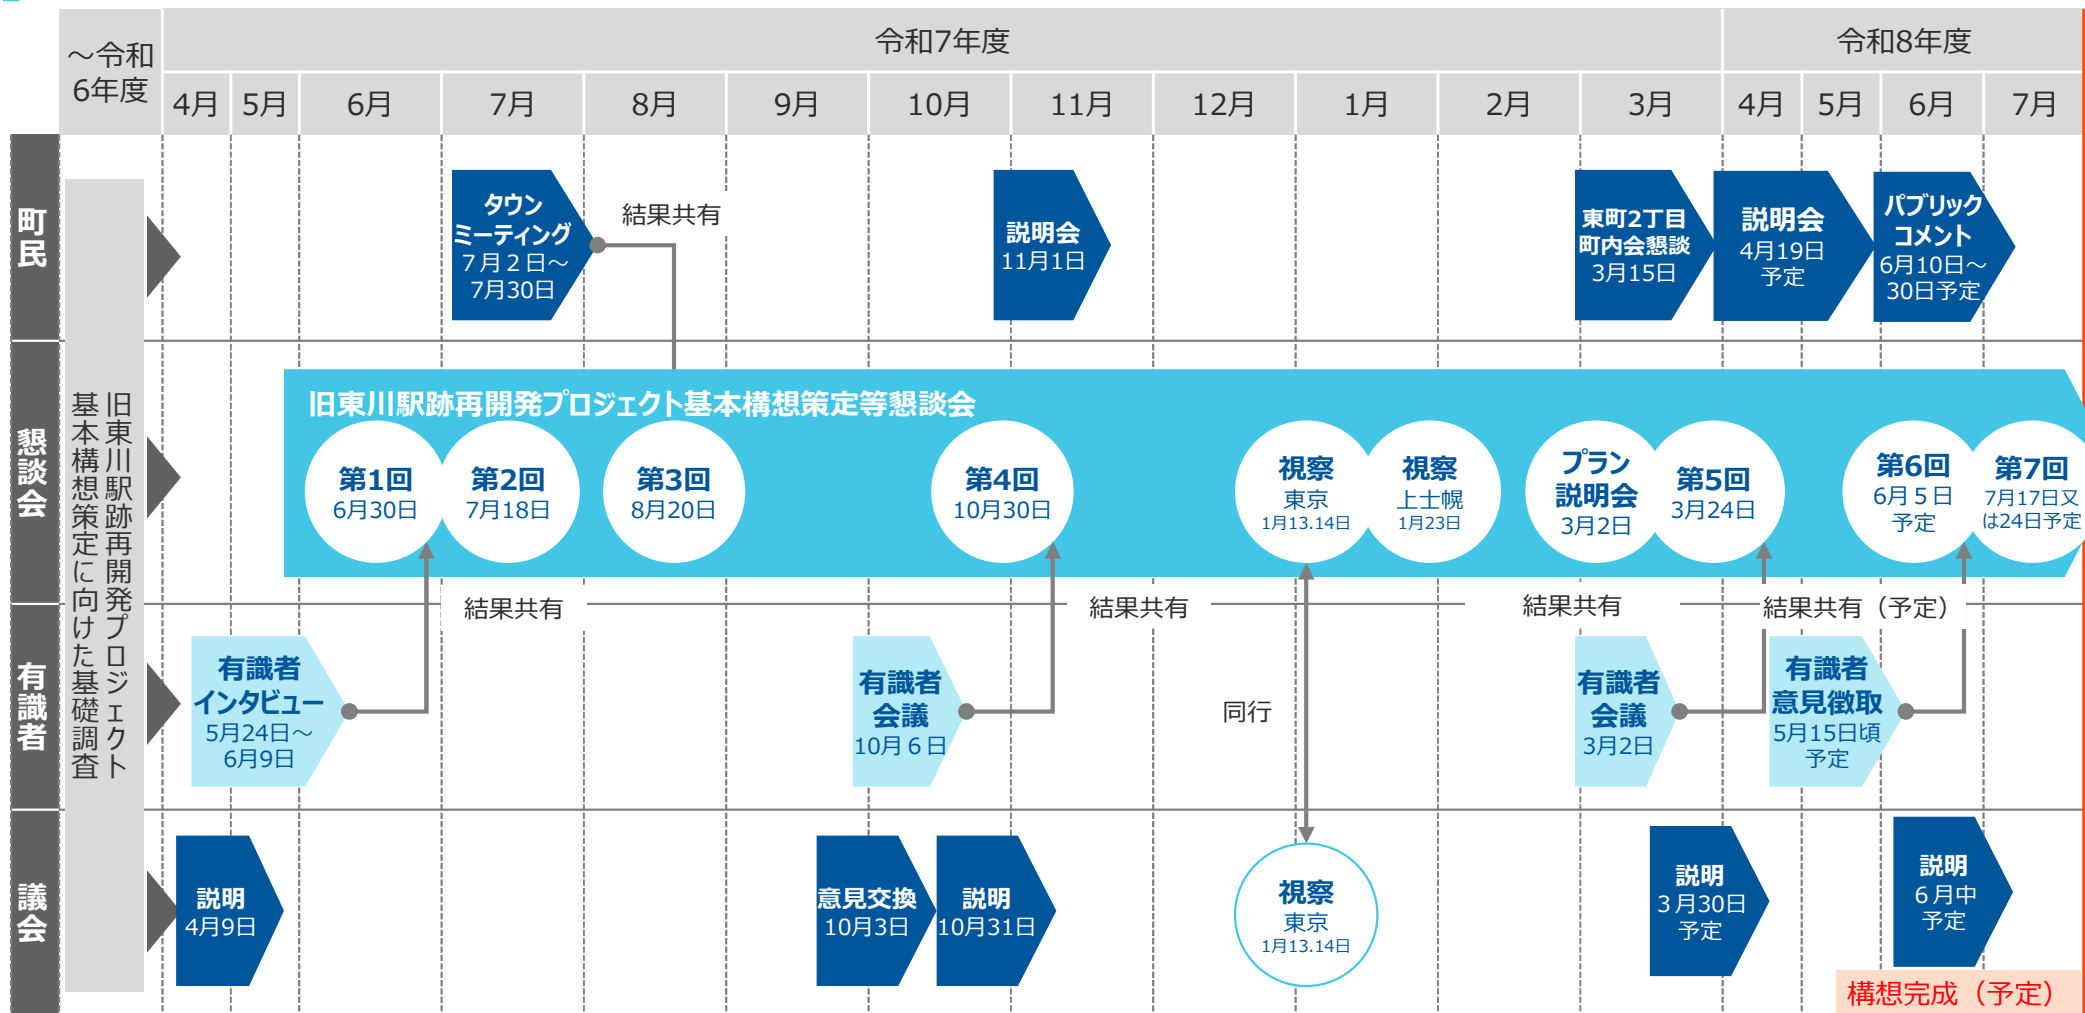 ～令和
6年度
令和7年度
令和8年度
4月
5月
6月
7月
8月
9月
10月
11月
12月
1月
2月
3月
4月
5月
6月
7月
旧東川駅跡再開発プロジェクト
基本構想策定に向けた基礎調査
町民
タウン
ミーティング
７月２日～
7月30日
結果共有
説明会
11月1日
東町2丁目
町内会懇談
3月15日
説明会
4月19日
予定
パブリック
コメント
6月10日～
30日予定
懇談会
旧東川駅跡再開発プロジェクト基本構想策定等懇談会
第1回
6月30日
第2回
7月18日
第3回
8月20日
第4回
10月30日
視察
東京
1月13.14日
視察
上士幌
1月23日
プラン
説明会
3月2日
第5回
3月24日
第6回
6月５日
予定
第7回
7月17日又
は24日予定
結果共有
結果共有
結果共有
結果共有（予定）
有識者
有識者
インタビュー
5月24日～
6月9日
有識者
会議
10月６日
同行
有識者
会議
3月2日
有識者
意見徴取
5月15日頃
予定
議会
説明
4月9日
意見交換
10月3日
説明
10月31日
視察
東京
1月13.14日
説明
３月30日
予定
説明
６月中
予定
構想完成（予定）